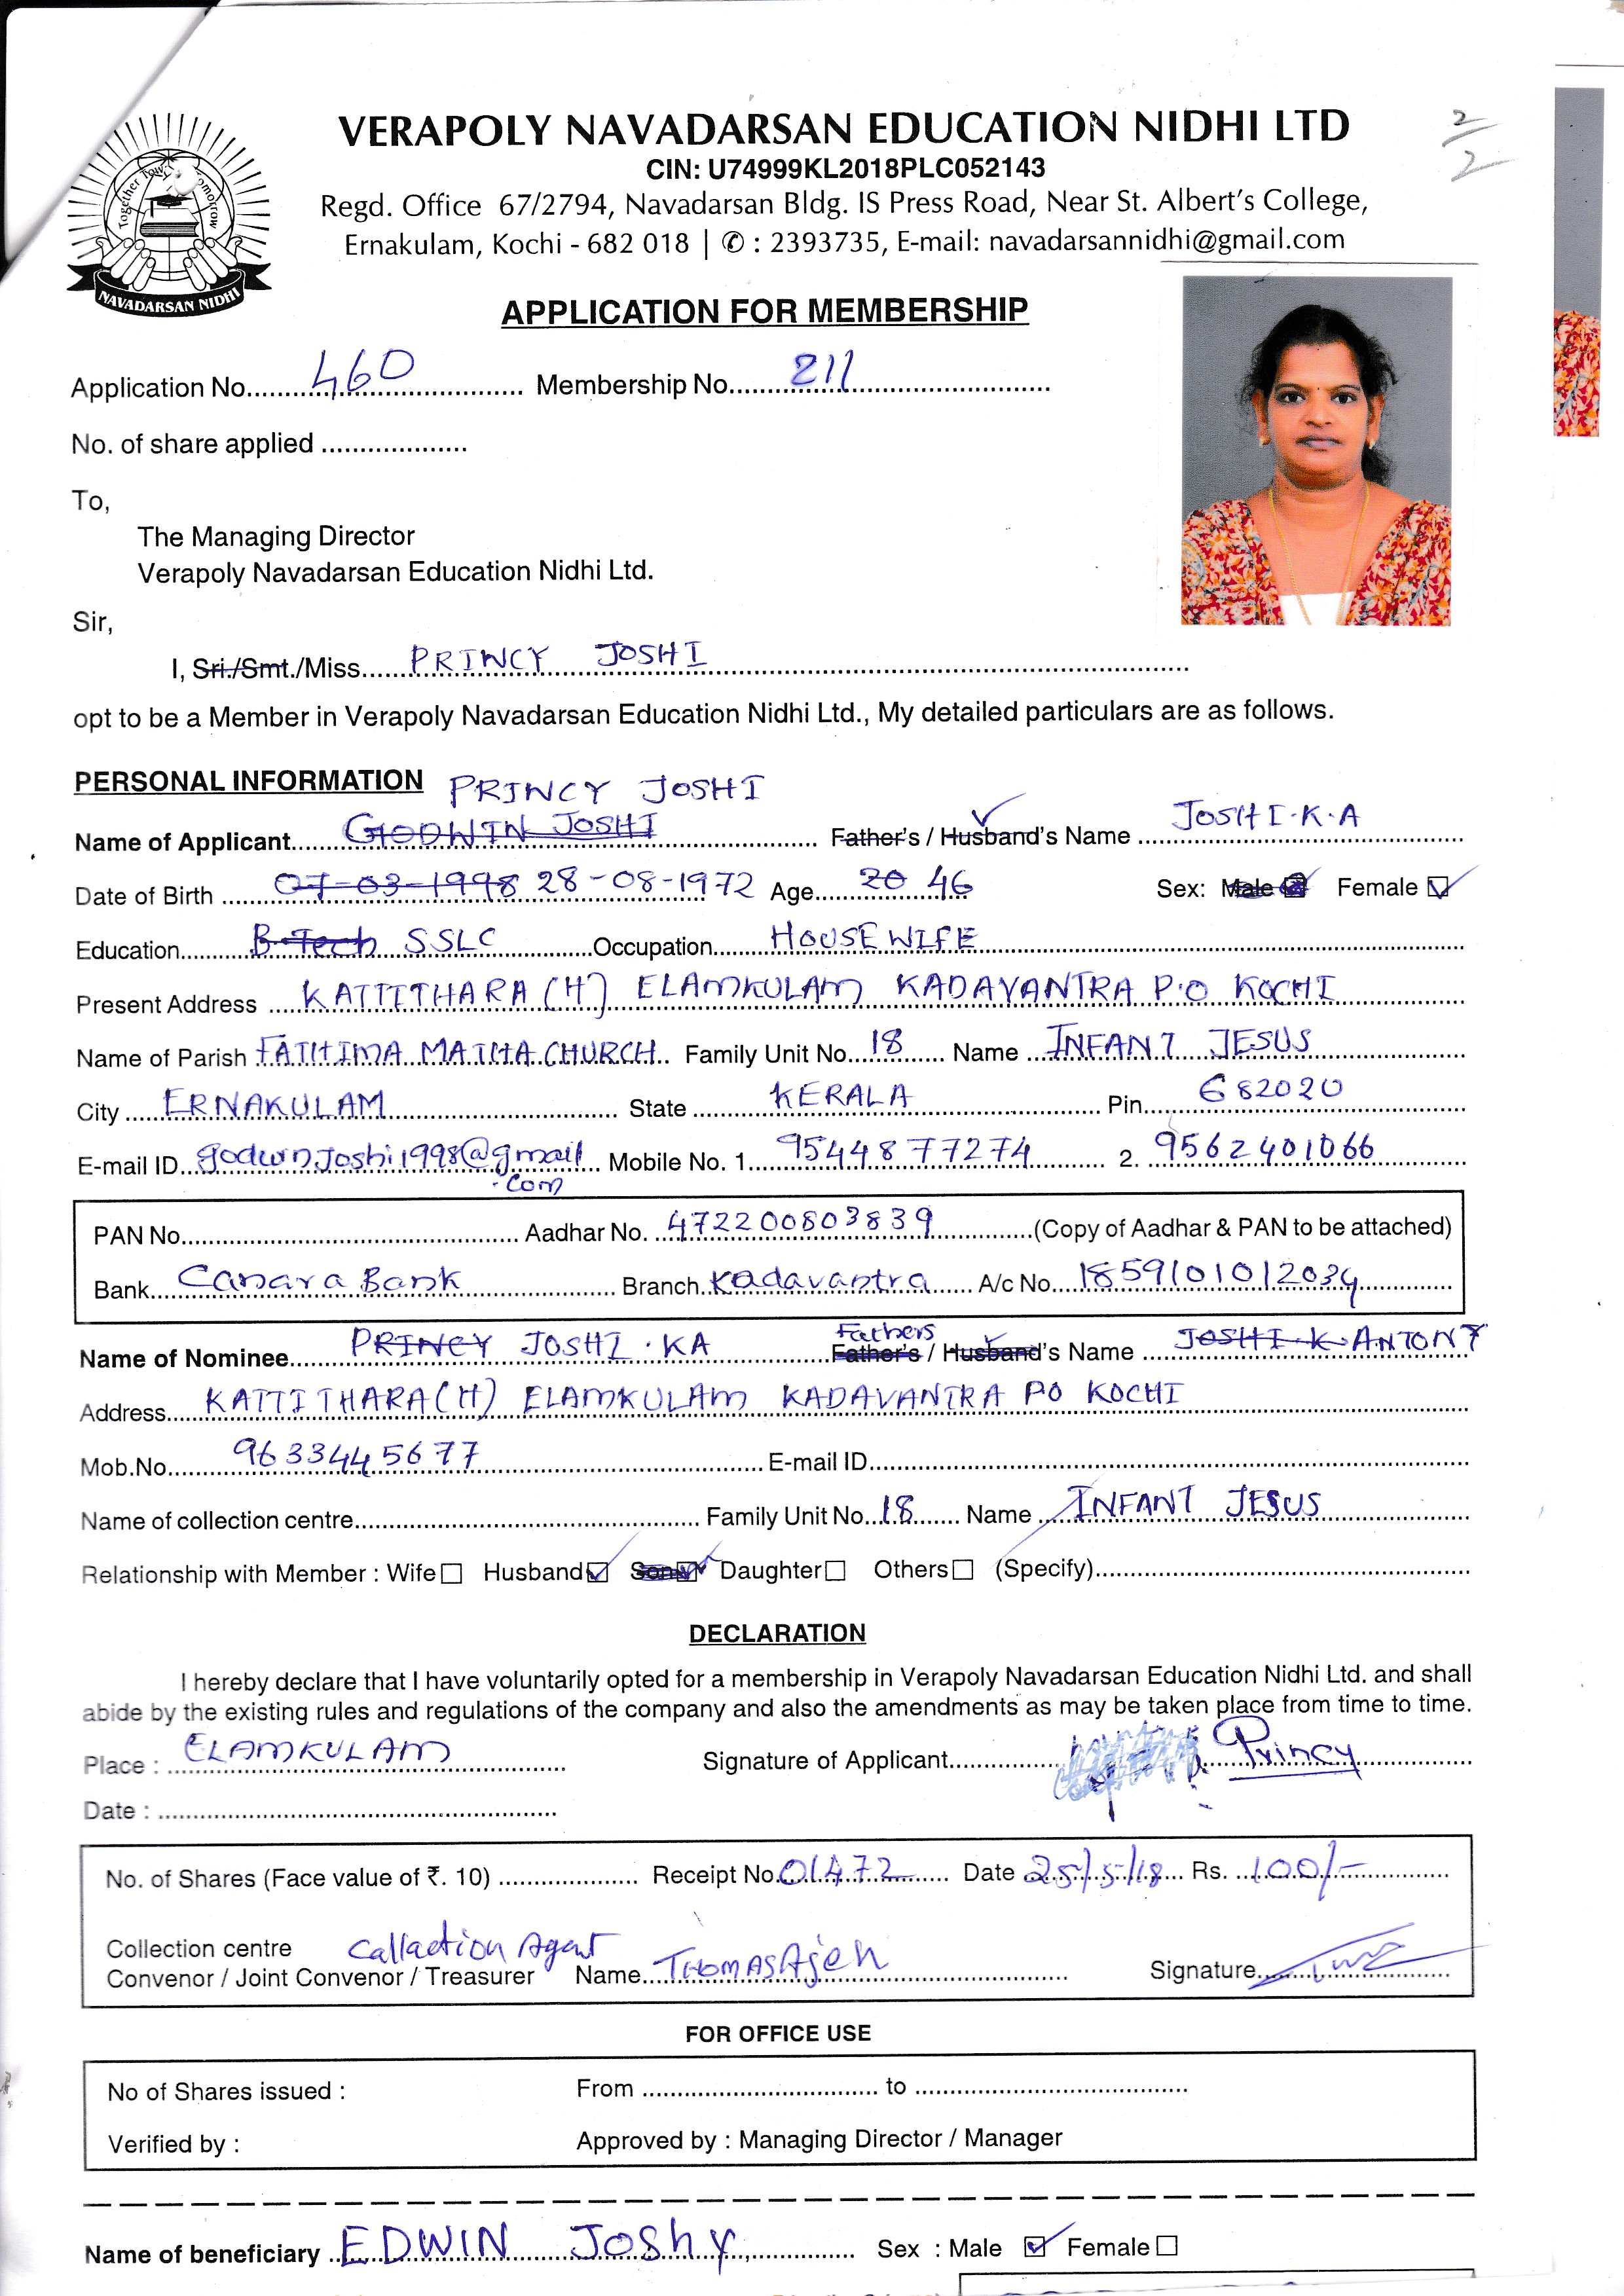 VERAPOLY NAVADARSAN EDUCATION NIDHI LTD
CIN: U74999KL2018PLC052143
Regd. Office 67/2794, Navadarsan Bldg. IS Press Road, Near St. Albert's College,
Ernakulam, Kochi - 682 018 | ✆ : 2393735, E-mail: navadarsannidhi@gmail.com
NAVADARSAN NIDHI
2/2
APPLICATION FOR MEMBERSHIP
Application No. 460 Membership No. 211
No. of share applied
To,
The Managing Director
Verapoly Navadarsan Education Nidhi Ltd.
Sir,
I, Sri./Smt./Miss PRINCY JOSHI
opt to be a Member in Verapoly Navadarsan Education Nidhi Ltd., My detailed particulars are as follows.
PERSONAL INFORMATION PRINCY JOSHI
Name of Applicant GODWIN JOSHI Father's / Husband's Name JOSHI.K.A
Date of Birth 07-03-1998 28-08-1972 Age 20 46 Sex: Male Female
Education B-Tech SSLC Occupation HOUSEWIFE
Present Address KATTITHARA (H) ELAMKULAM KADAVANTRA P.O KOCHI
Name of Parish FATHIMA MATHA CHURCH Family Unit No. 18 Name INFANT JESUS
City ERNAKULAM State KERALA Pin 682020
E-mail ID godwnjoshi1998@gmail.com Mobile No. 1. 9544877274 2. 9562401066
PAN No. Aadhar No. 472200803839 (Copy of Aadhar & PAN to be attached)
Bank Canara Bank Branch Kadavantra A/c No. 1859101012034
Name of Nominee PRINCY JOSHI.KA Fathers Father's / Husband's Name JOSHI K ANTONY
Address KATTITHARA (H) ELAMKULAM KADAVANTRA PO KOCHI
Mob.No. 9633445677 E-mail ID
Name of collection centre Family Unit No. 18 Name INFANT JESUS
Relationship with Member : Wife Husband Son Daughter Others (Specify)
DECLARATION
I hereby declare that I have voluntarily opted for a membership in Verapoly Navadarsan Education Nidhi Ltd. and shall
abide by the existing rules and regulations of the company and also the amendments as may be taken place from time to time.
Place : ELAMKULAM Signature of Applicant Princy
Date :
No. of Shares (Face value of ₹. 10) Receipt No. 01472 Date 25/5/18 Rs. 100/-
Collection centre Callaction Agent
Convenor / Joint Convenor / Treasurer Name THOMAS Ajeh Signature
FOR OFFICE USE
No of Shares issued : From to
Verified by : Approved by : Managing Director / Manager
Name of beneficiary EDWIN JOSHY Sex : Male Female